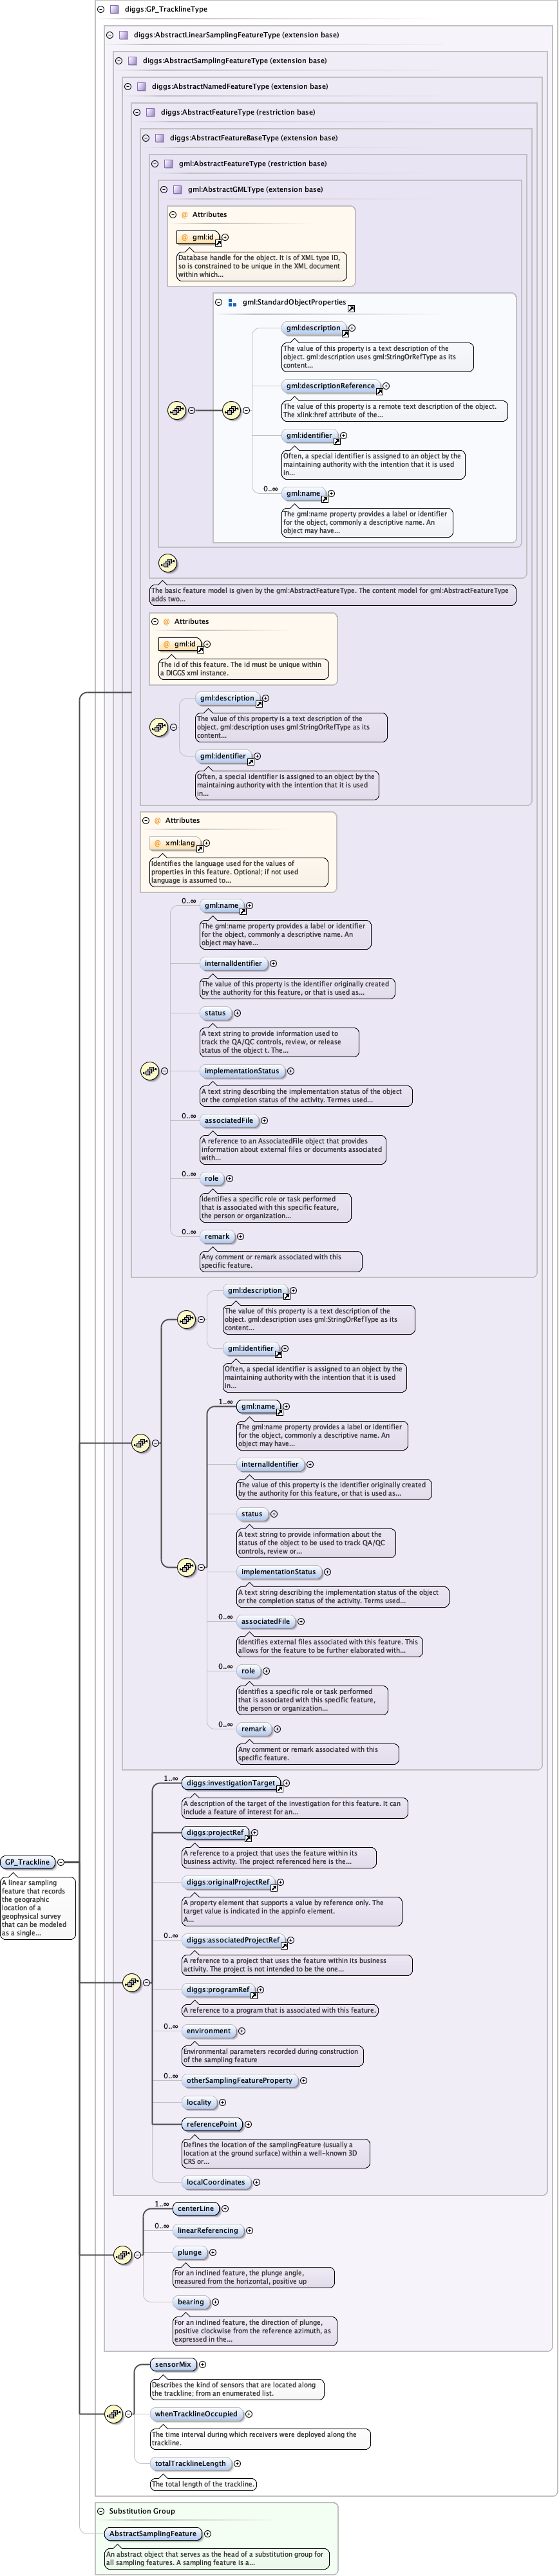 diggs:GP_TracklineType
diggs:AbstractLinearSamplingFeatureType (extension base)
diggs:AbstractSamplingFeatureType (extension base)
diggs:AbstractNamedFeatureType (extension base)
diggs:AbstractFeatureType (restriction base)
diggs:AbstractFeatureBaseType (extension base)
gml:AbstractFeatureType (restriction base)
gml:AbstractGMLType (extension base)
@ Attributes
gml:id
Database handle for the object. It is of XML type ID,
so is constrained to be unique in the XML document
within which...
gml:StandardObjectProperties
gml:description
The value of this property is a text description of the
object. gml:description uses gml:StringOrRefType as its
content...
gml:descriptionReference
The value of this property is a remote text description of the object.
The xlink:href attribute of the...
gml:identifier
Often, a special identifier is assigned to an object by the
maintaining authority with the intention that it is used
in...
0..∞
gml:name
The gml:name property provides a label or identifier
for the object, commonly a descriptive name. An
object may have...
The basic feature model is given by the gml:AbstractFeatureType. The content model for gml:AbstractFeatureType
adds two...
@ Attributes
gml:id
The id of this feature. The id must be unique within
a DIGGS xml instance.
gml:description
The value of this property is a text description of the
object. gml:description uses gml:StringOrRefType as its
content...
gml:identifier
Often, a special identifier is assigned to an object by the
maintaining authority with the intention that it is used
in...
@ Attributes
xml:lang
Identifies the language used for the values of
properties in this feature. Optional; if not used
language is assumed to...
0..∞
gml:name
The gml:name property provides a label or identifier
for the object, commonly a descriptive name. An
object may have...
internalIdentifier
The value of this property is the identifier originally created
by the authority for this feature, or that is used as...
status
A text string to provide information used to
track the QA/QC controls, review, or release
status of the object t. The...
implementationStatus
A text string describing the implementation status of the object
or the completion status of the activity. Termes used...
0..∞
associatedFile
A reference to an AssociatedFile object that provides
information about external files or documents associated
with...
0..∞
role
Identifies a specific role or task performed
that is associated with this specific feature,
the person or organization...
0..∞
remark
Any comment or remark associated with this
specific feature.
gml:description
The value of this property is a text description of the
object. gml:description uses gml:StringOrRefType as its
content...
gml:identifier
Often, a special identifier is assigned to an object by the
maintaining authority with the intention that it is used
in...
1..∞
gml:name
The gml:name property provides a label or identifier
for the object, commonly a descriptive name. An
object may have...
internalIdentifier
The value of this property is the identifier originally created
by the authority for this feature, or that is used as...
status
A text string to provide information about the
status of the object to be used to track QA/QC
controls, review or...
implementationStatus
A text string describing the implementation status of the object
or the completion status of the activity. Terms used...
0..∞
associatedFile
Identifies external files associated with this feature. This
allows for the feature to be further elaborated with...
0..∞
role
Identifies a specific role or task performed
that is associated with this specific feature,
the person or organization...
0..∞
remark
Any comment or remark associated with this
specific feature.
1..∞
diggs:investigationTarget
A description of the target of the investigation for this feature. It can
include a feature of interest for an...
diggs:projectRef
A reference to a project that uses the feature within its
business activity. The project referenced here is the...
diggs:originalProjectRef
A property element that supports a value by reference only. The
target value is indicated in the appinfo element.
A...
0..∞
diggs:associatedProjectRef
A reference to a project that uses the feature within its business
activity. The project is not intended to be the one...
diggs:programRef
A reference to a program that is associated with this feature.
0..∞
environment
Environmental parameters recorded during construction
of the sampling feature
0..∞
otherSamplingFeatureProperty
locality
referencePoint
Defines the location of the samplingFeature (usually a
location at the ground surface) within a well-known 3D
CRS or...
localCoordinates
GP_Trackline
A linear sampling
feature that records
the geographic
location of a
geophysical survey
that can be modeled
as a single...
1..∞
centerLine
0..∞
linearReferencing
plunge
For an inclined feature, the plunge angle,
measured from the horizontal, positive up
bearing
For an inclined feature, the direction of plunge,
positive clockwise from the reference azimuth, as
expressed in the...
sensorMix
Describes the kind of sensors that are located along
the trackline; from an enumerated list.
whenTracklineOccupied
The time interval during which receivers were deployed along the
trackline.
totalTracklineLength
The total length of the trackline.
Substitution Group
AbstractSamplingFeature
An abstract object that serves as the head of a substitution group for
all sampling features. A sampling feature is a...